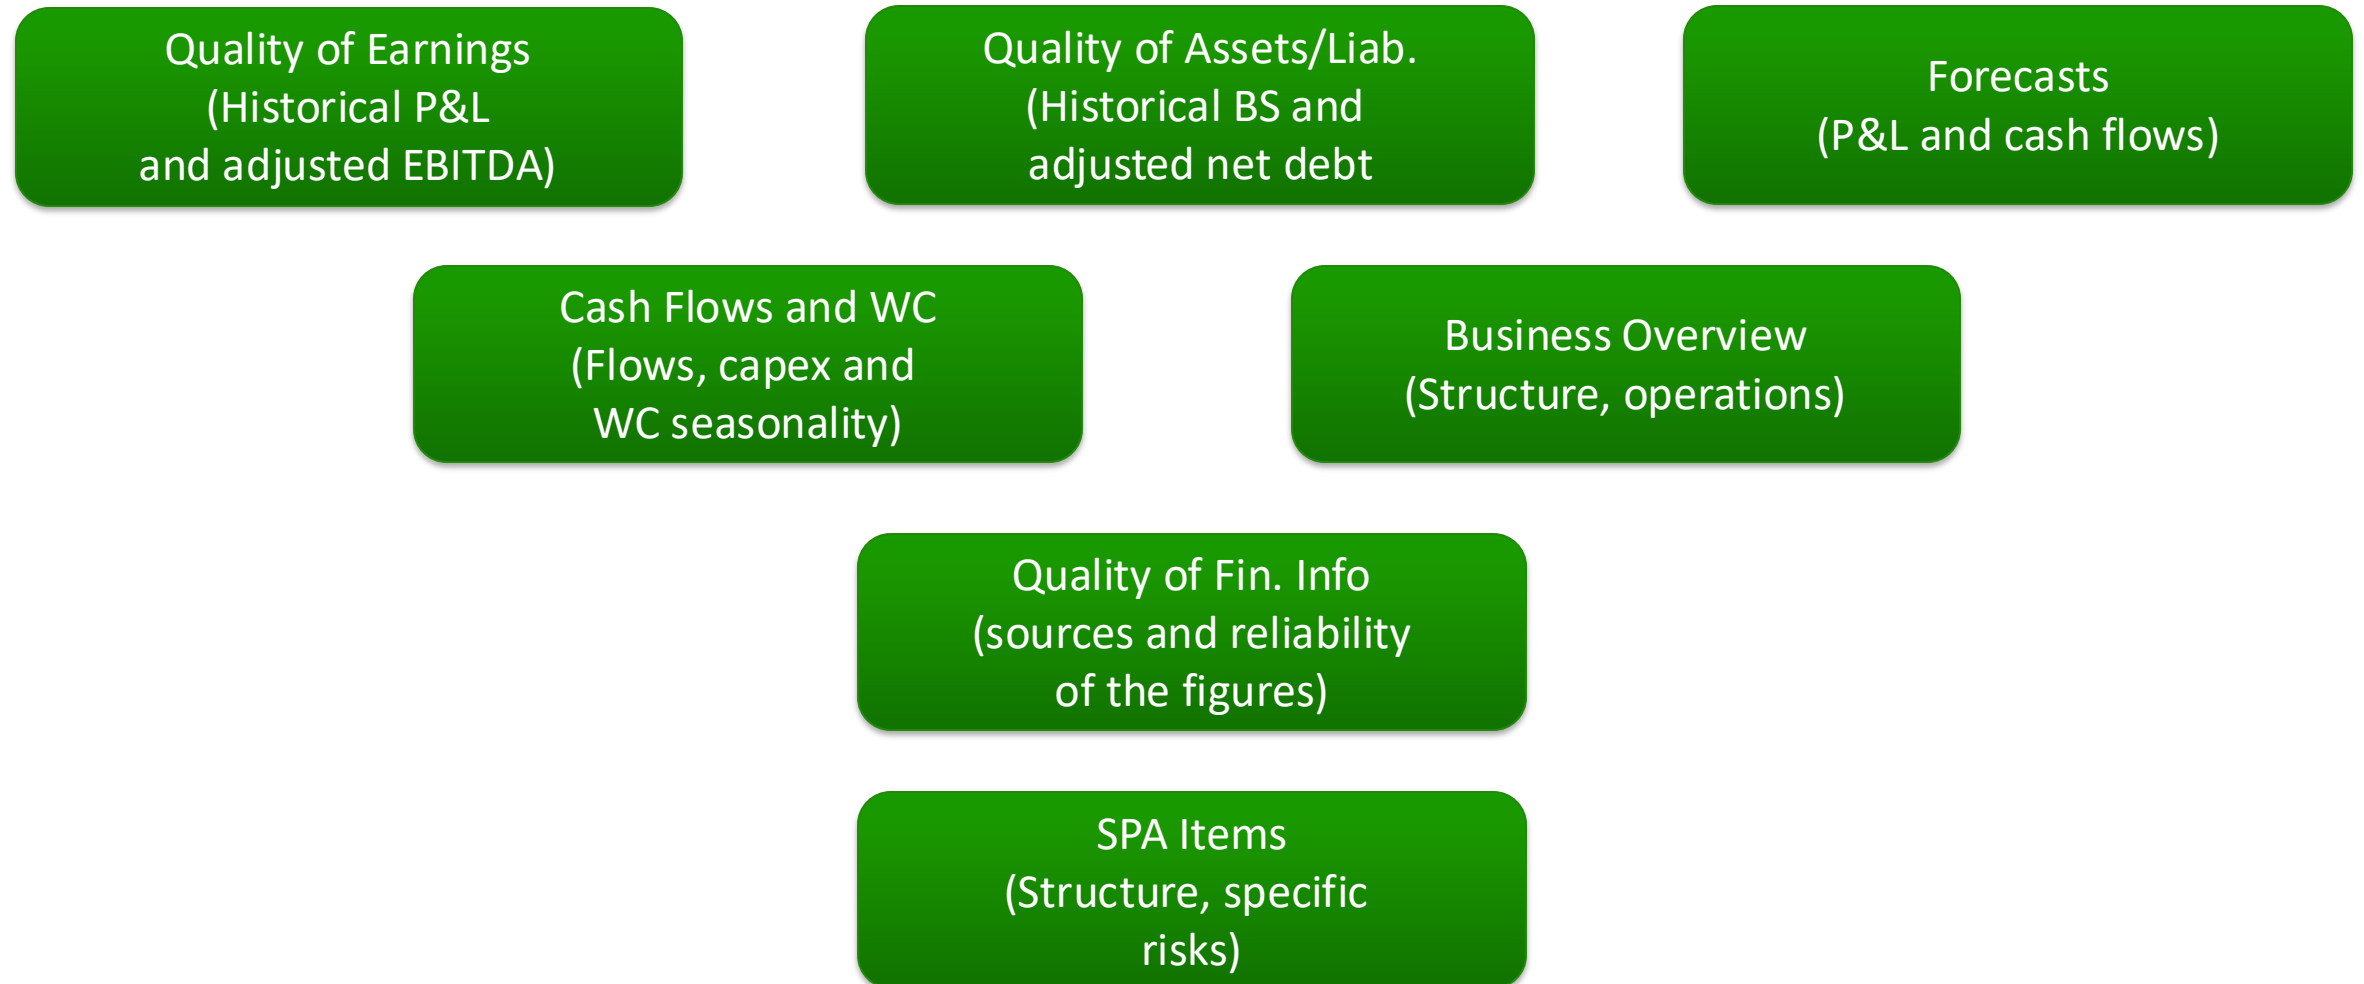 Quality of Earnings
(Historical P&L
and adjusted EBITDA)
Quality of Assets/Liab.
(Historical BS and
adjusted net debt
Forecasts
(P&L and cash flows)
Cash Flows and WC
(Flows, capex and
WC seasonality)
Business Overview
(Structure, operations)
Quality of Fin. Info
(sources and reliability
of the figures)
SPA Items
(Structure, specific
risks)